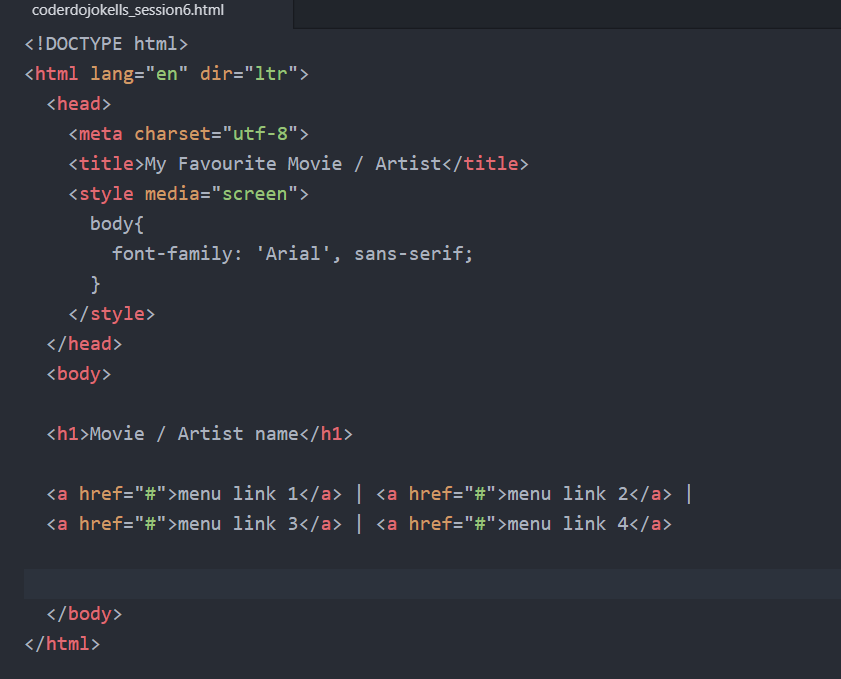 coderdojokells_session6.html
<!DOCTYPE html>
<html lang="en" dir="ltr">
  <head>
    <meta charset="utf-8">
    <title>My Favourite Movie / Artist</title>
    <style media="screen">
      body{
        font-family: 'Arial', sans-serif;
      }
    </style>
  </head>
  <body>
  <h1>Movie / Artist name</h1>
  <a href="#">menu link 1</a> | <a href="#">menu link 2</a> |
  <a href="#">menu link 3</a> | <a href="#">menu link 4</a>
  </body>
</html>